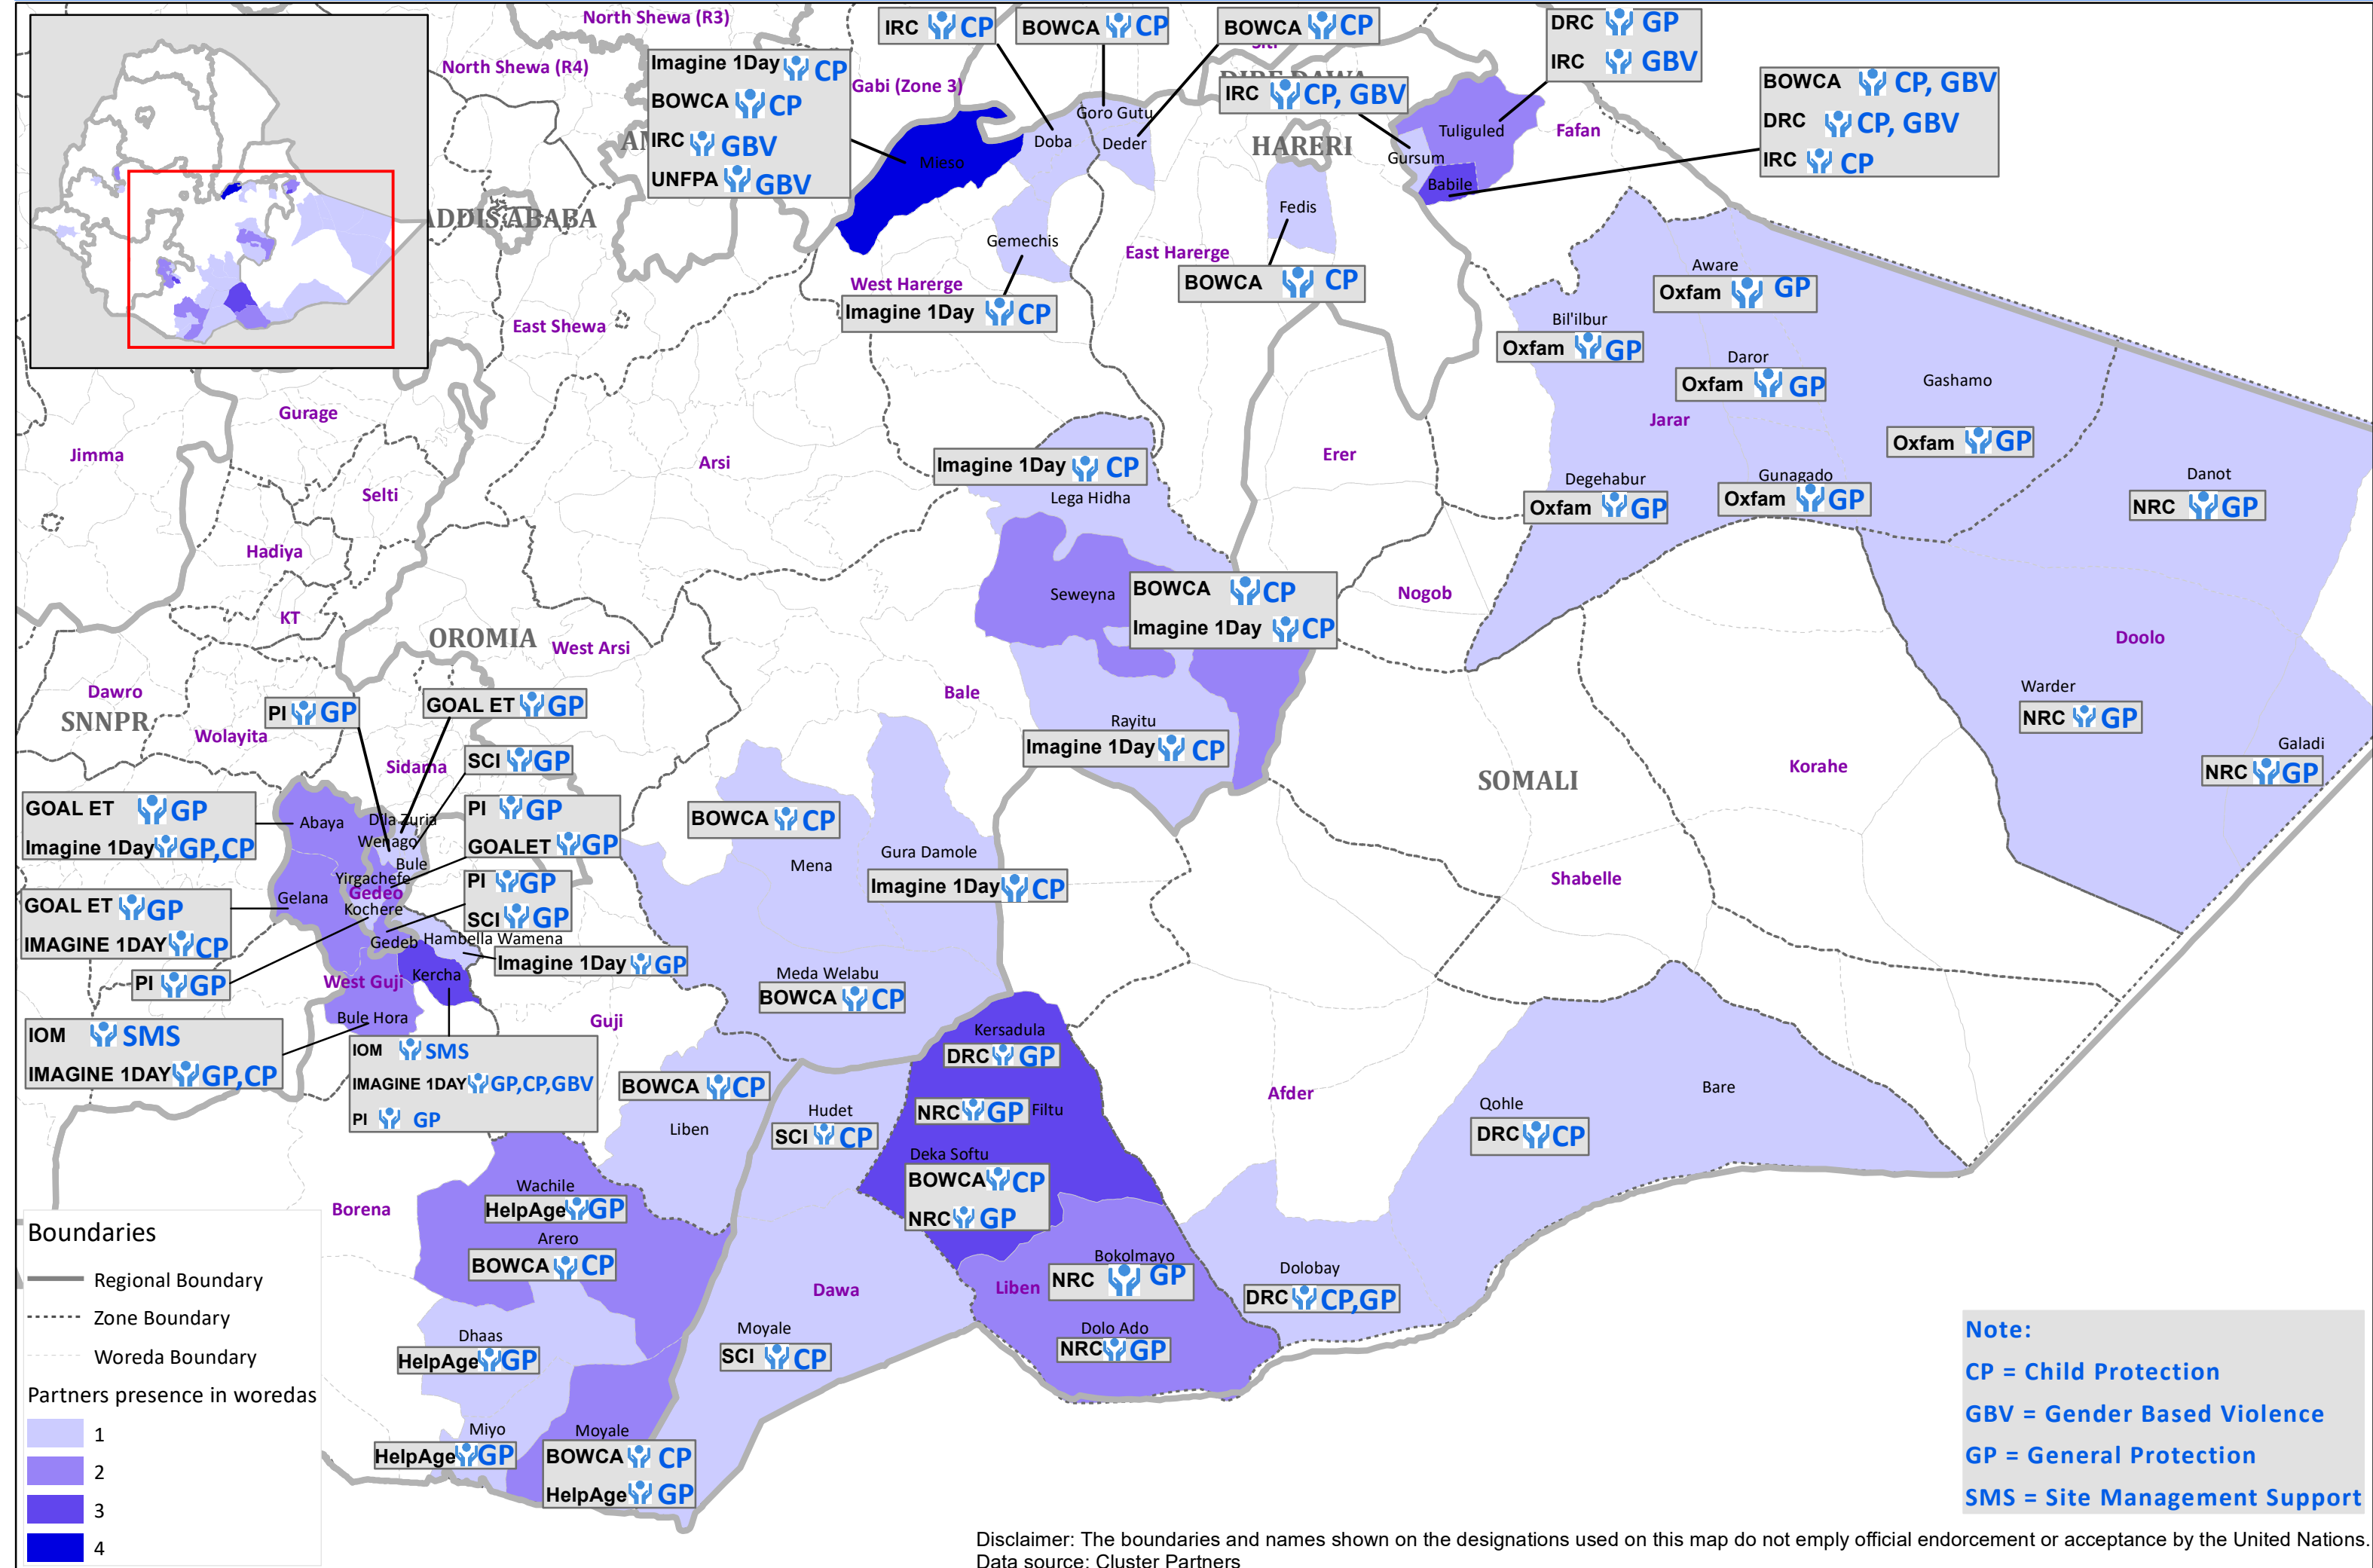 North Shewa (R3)
North Shewa (R4)
Gabi (Zone 3)
Imagine 1Day CP
BOWCA CP
IRC GBV
UNFPA GBV
IRC CP
BOWCA CP
BOWCA CP
IRC CP, GBV
DRC GP
IRC GBV
BOWCA CP, GBV
DRC CP, GBV
IRC CP
DIRE DAWA
HARERI
ADDIS ABABA
Mieso
Doba
Goro Gutu
Deder
Gursum
Tuliguled
Babile
Fafan
Fedis
BOWCA CP
Gemechis
Imagine 1Day CP
East Harerge
West Harerge
East Shewa
Aware
Oxfam GP
Bil'ilbur
Oxfam GP
Daror
Oxfam GP
Gashamo
Oxfam GP
Jarar
Degehabur
Oxfam GP
Gunagado
Oxfam GP
Danot
NRC GP
Gurage
Jimma
Selti
Arsi
Erer
Imagine 1Day CP
Lega Hidha
Hadiya
KT
Nogob
Seweyna
BOWCA CP
Imagine 1Day CP
OROMIA
West Arsi
Doolo
Dawro
SNNPR
Wolayita
Bale
Warder
NRC GP
Galadi
NRC GP
Rayitu
Imagine 1Day CP
SOMALI
Korahe
PI GP
GOAL ET GP
Sidama
SCI GP
PI GP
GOALET GP
PI GP
SCI GP
GOAL ET GP
Imagine 1Day GP,CP
GOAL ET GP
IMAGINE 1DAY CP
PI GP
Abaya
Dila Zuria
Wenago
Bule
Yirgachefe
Gedeo
Gelana
Kochere
Gedeb
Hambella Wamena
Imagine 1Day GP
Kercha
West Guji
Bule Hora
IOM SMS
IMAGINE 1DAY GP,CP
IOM SMS
IMAGINE 1DAY GP,CP,GBV
PI GP
BOWCA CP
Mena
Gura Damole
Imagine 1Day CP
Shabelle
Meda Welabu
BOWCA CP
Guji
BOWCA CP
Liben
Kersadula
DRC GP
NRC GP
Filtu
Hudet
SCI CP
Deka Softu
BOWCA CP
NRC GP
Afder
Qohle
DRC CP
Bare
Borena
Wachile
HelpAge GP
Arero
BOWCA CP
Dawa
Liben
Bokolmayo
NRC GP
Dolobay
DRC CP,GP
Dolo Ado
NRC GP
Dhaas
HelpAge GP
Moyale
SCI CP
Miyo
HelpAge GP
Moyale
BOWCA CP
HelpAge GP
Boundaries
Regional Boundary
Zone Boundary
Woreda Boundary
Partners presence in woredas
1
2
3
4
Note:
CP = Child Protection
GBV = Gender Based Violence
GP = General Protection
SMS = Site Management Support
Disclaimer: The boundaries and names shown on the designations used on this map do not emply official endorsement or acceptance by the United Nations.
Data source: Cluster Partners